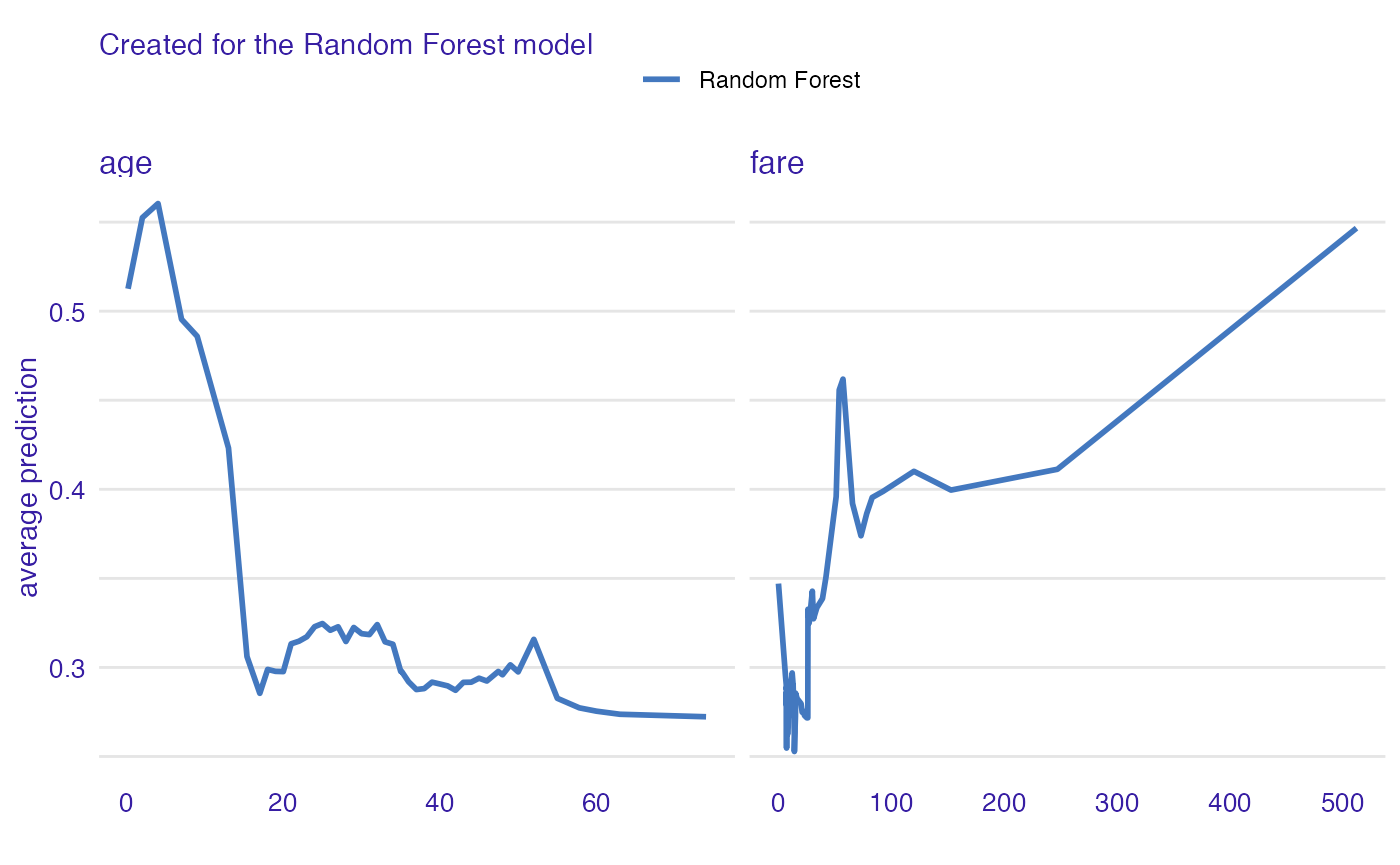 Created for the Random Forest model
Random Forest
age
fare
average prediction
0.5
0.4
0.3
0 20 40 60
0 100 200 300 400 500